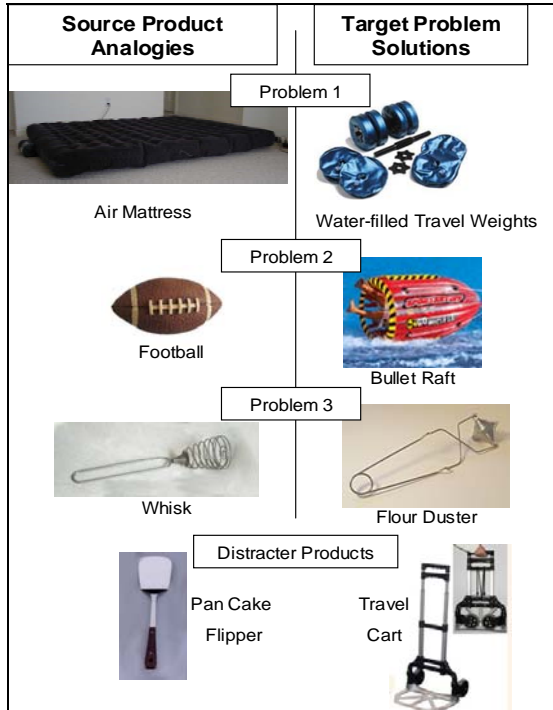 Source Product
Analogies
Target Problem
Solutions
Problem 1
Air Mattress
Water-filled Travel Weights
Problem 2
Football
Bullet Raft
Problem 3
Whisk
Flour Duster
Distracter Products
Pan Cake
Flipper
Travel
Cart